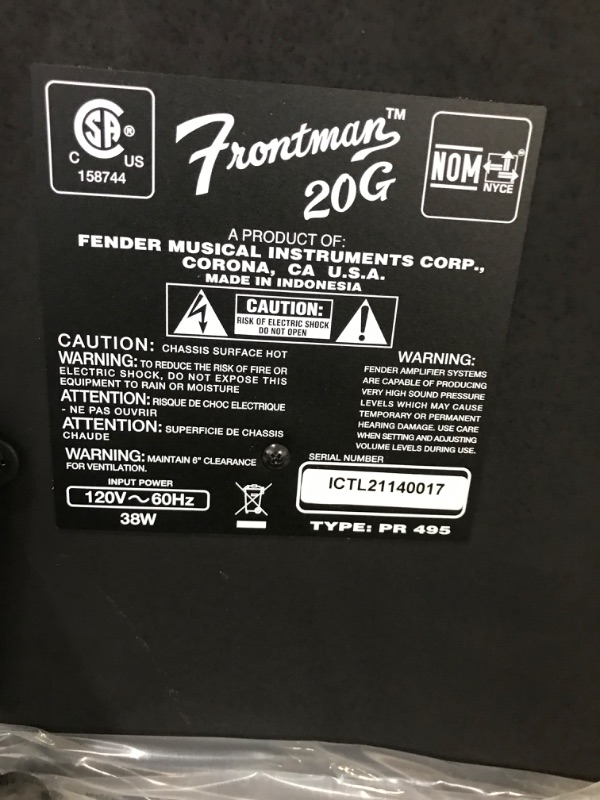 SA®
C US
158744
Frontman™
20G
NOM
NYCE
A PRODUCT OF:
FENDER MUSICAL INSTRUMENTS CORP.,
CORONA, CA U.S.A.
MADE IN INDONESIA
CAUTION:
RISK OF ELECTRIC SHOCK
DO NOT OPEN
CAUTION: CHASSIS SURFACE HOT
WARNING: TO REDUCE THE RISK OF FIRE OR
ELECTRIC SHOCK, DO NOT EXPOSE THIS
EQUIPMENT TO RAIN OR MOISTURE
ATTENTION: RISQUE DE CHOC ELECTRIQUE
- NE PAS OUVRIR
ATTENTION: SUPERFICIE DE CHASSIS
CHAUDE
WARNING: MAINTAIN 6" CLEARANCE
FOR VENTILATION.
INPUT POWER
120V~60Hz
38W
WARNING:
FENDER AMPLIFIER SYSTEMS
ARE CAPABLE OF PRODUCING
VERY HIGH SOUND PRESSURE
LEVELS WHICH MAY CAUSE
TEMPORARY OR PERMANENT
HEARING DAMAGE. USE CARE
WHEN SETTING AND ADJUSTING
VOLUME LEVELS DURING USE.
SERIAL NUMBER
ICTL21140017
TYPE: PR 495